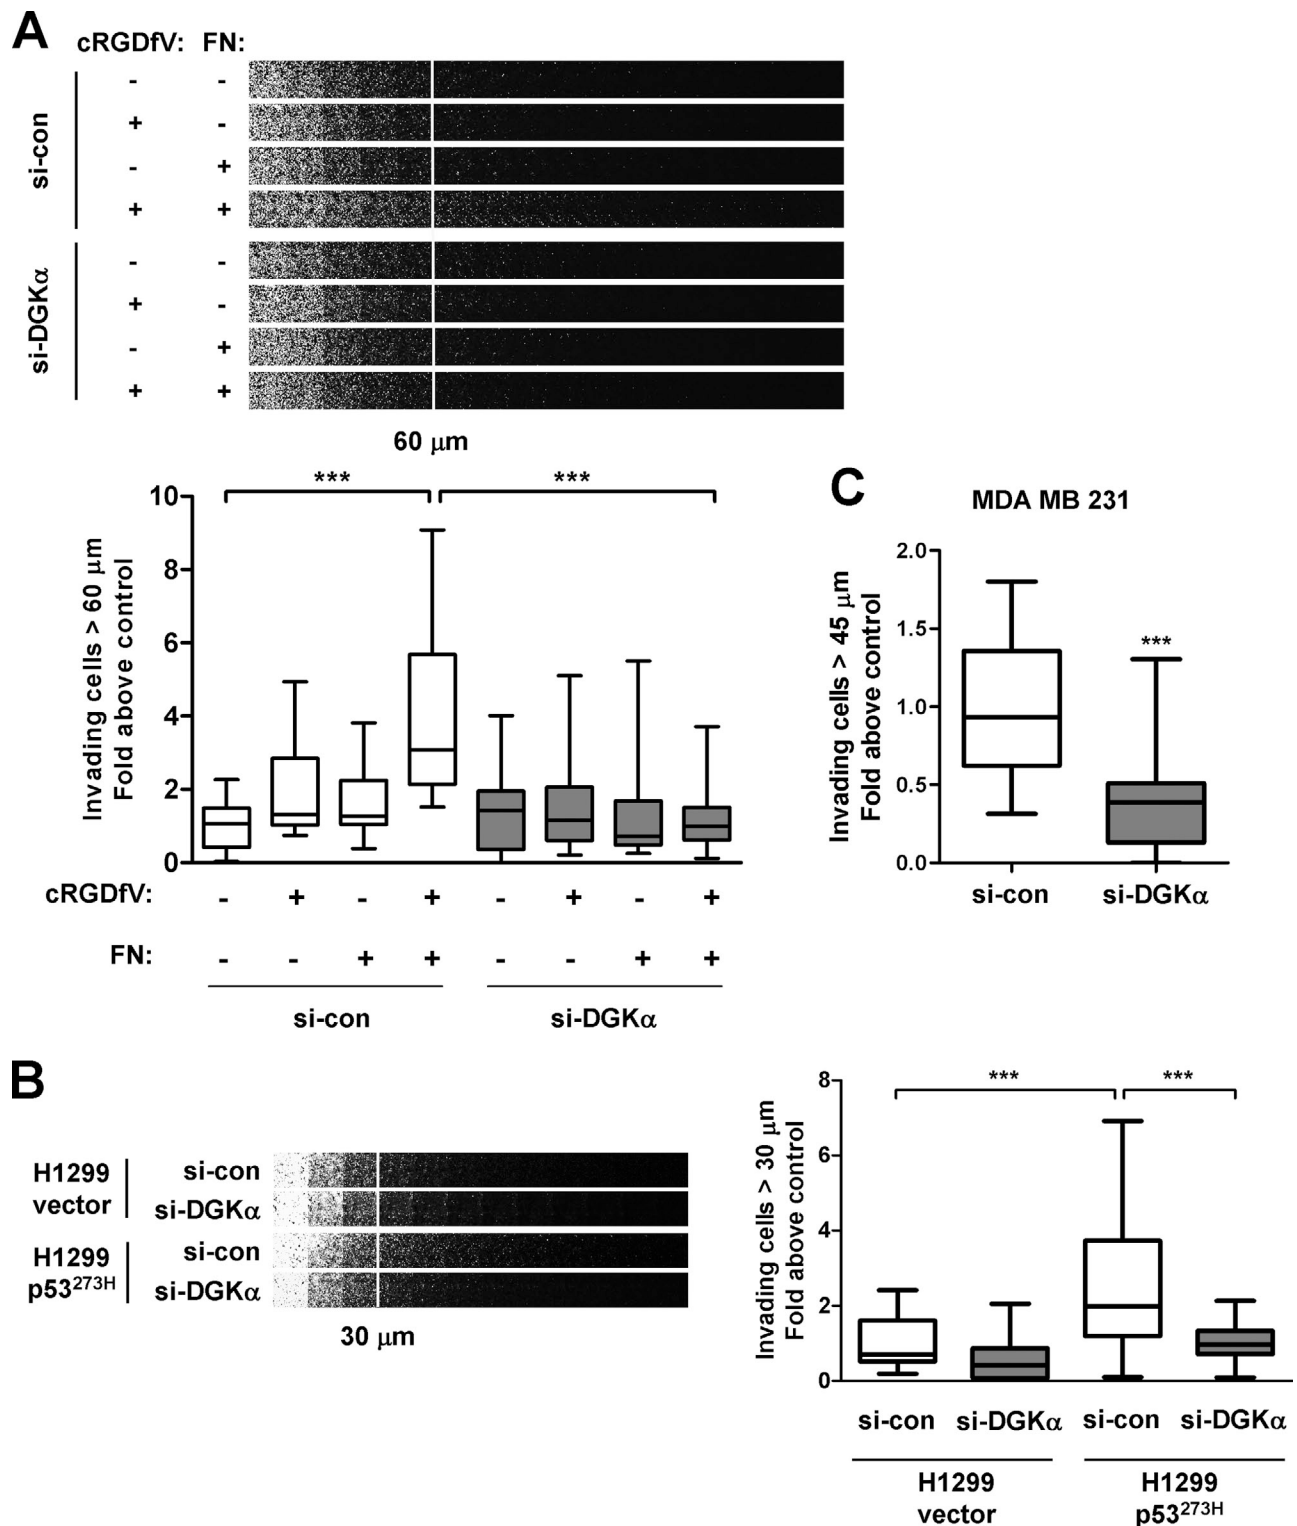 A
cRGDfV: FN:
si-con
- -
+ -
- +
+ +
si-DGKα
- -
+ -
- +
+ +
60 μm
*** ***
Invading cells > 60 μm
Fold above control
10
8
6
4
2
0
cRGDfV: - + - + - + - +
FN: - - + + - - + +
si-con si-DGKα
C
MDA MB 231
Invading cells > 45 μm
Fold above control
2.0
1.5
1.0
0.5
0.0
***
si-con si-DGKα
B
H1299
vector
si-con
si-DGKα
H1299
p53²⁷³ᴴ
si-con
si-DGKα
30 μm
Invading cells > 30 μm
Fold above control
8
6
4
2
0
*** ***
si-con si-DGKα si-con si-DGKα
H1299
vector
H1299
p53²⁷³ᴴ